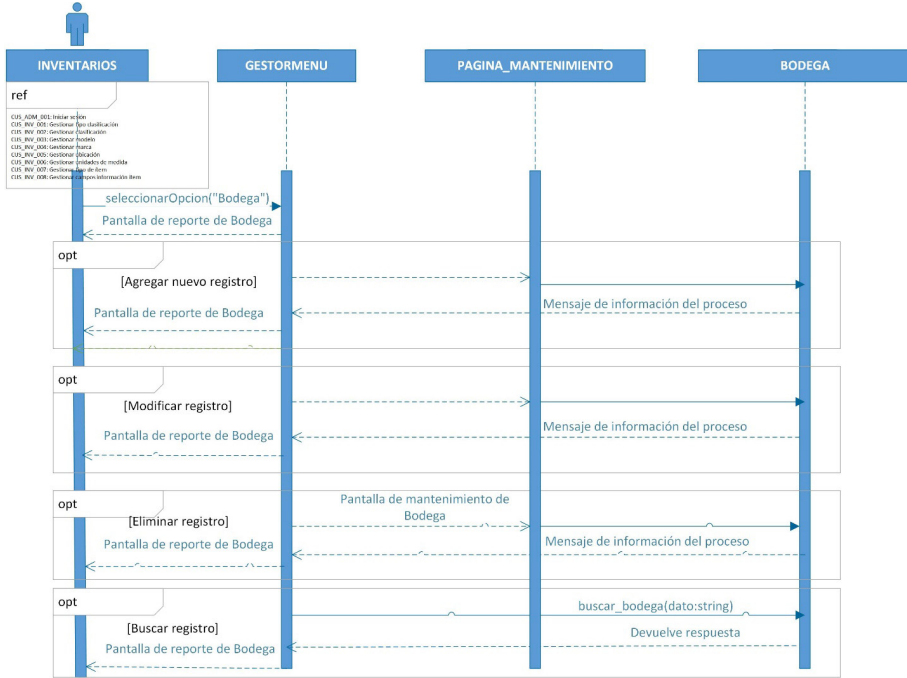 INVENTARIOS
GESTORMENU
PAGINA_MANTENIMIENTO
BODEGA
ref
CUS_ADM_001: Iniciar sesión
CUS_INV_001: Gestionar tipo clasificación
CUS_INV_002: Gestionar clasificación
CUS_INV_003: Gestionar modelo
CUS_INV_004: Gestionar marca
CUS_INV_005: Gestionar ubicación
CUS_INV_006: Gestionar unidades de medida
CUS_INV_007: Gestionar tipo de item
CUS_INV_008: Gestionar campos información item
seleccionarOpcion("Bodega")
Pantalla de reporte de Bodega
opt
[Agregar nuevo registro]
Mensaje de información del proceso
Pantalla de reporte de Bodega
opt
[Modificar registro]
Mensaje de información del proceso
Pantalla de reporte de Bodega
opt
Pantalla de mantenimiento de
Bodega
[Eliminar registro]
Mensaje de información del proceso
Pantalla de reporte de Bodega
opt
buscar_bodega(dato:string)
[Buscar registro]
Devuelve respuesta
Pantalla de reporte de Bodega